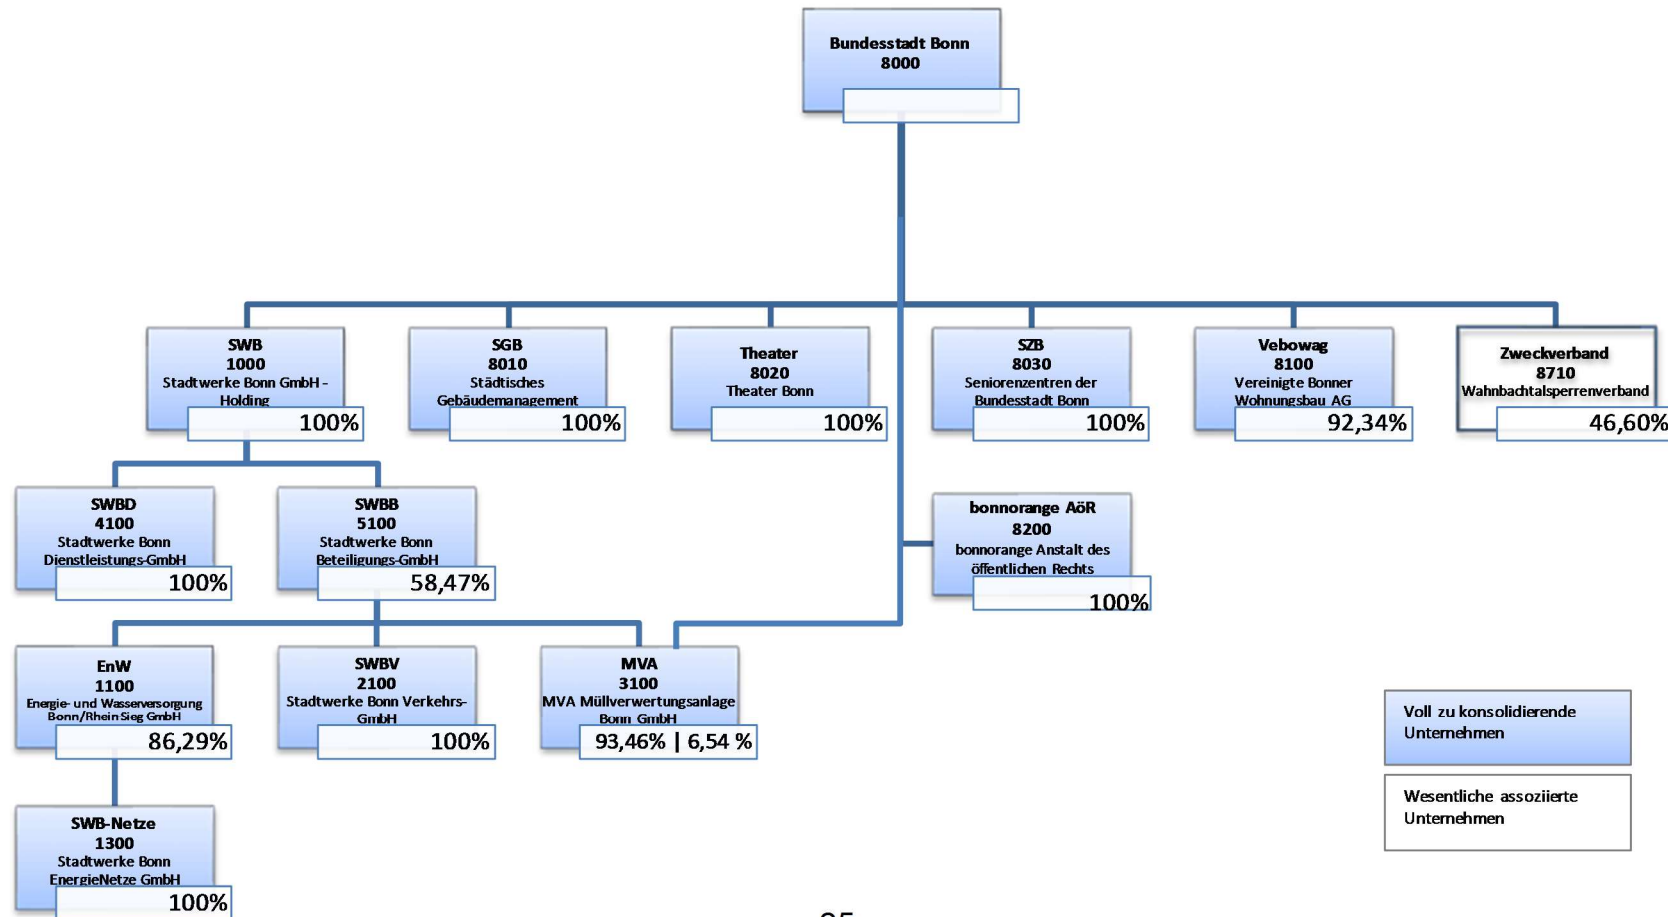 Bundesstadt Bonn
8000
SWB
1000
Stadtwerke Bonn GmbH -
Holding
100%
SGB
8010
Städtisches
Gebäudemanagement
100%
Theater
8020
Theater Bonn
100%
SZB
8030
Seniorenzentren der
Bundesstadt Bonn
100%
Vebowag
8100
Vereinigte Bonner
Wohnungsbau AG
92,34%
Zweckverband
8710
Wahnbachtalsperrenverband
46,60%
SWBD
4100
Stadtwerke Bonn
Dienstleistungs-GmbH
100%
SWBB
5100
Stadtwerke Bonn
Beteiligungs-GmbH
58,47%
bonnorange AöR
8200
bonnorange Anstalt des
öffentlichen Rechts
100%
EnW
1100
Energie- und Wasserversorgung
Bonn/Rhein Sieg GmbH
86,29%
SWBV
2100
Stadtwerke Bonn Verkehrs-
GmbH
100%
MVA
3100
MVA Müllverwertungsanlage
Bonn GmbH
93,46% | 6,54 %
Voll zu konsolidierende
Unternehmen
Wesentliche assoziierte
Unternehmen
SWB-Netze
1300
Stadtwerke Bonn
EnergieNetze GmbH
100%